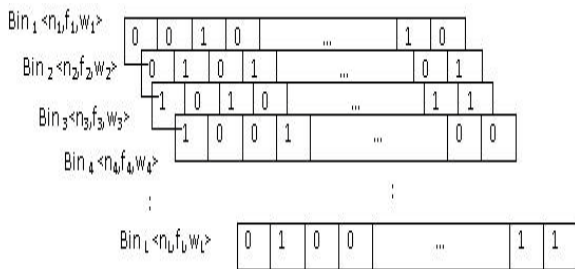 Bin 1 <n1,f1,w1> 0 0 1 0 ... 1 0
Bin 2 <n2,f2,w2> 0 1 0 1 ... 0 1
1 0 1 0 ... 1 1
Bin 3 <n3,f3,w3> 1 0 0 1 ... 0 0
Bin 4 <n4,f4,w4>
: :
Bin L <nL,fL,wL> 0 1 0 0 ... 1 1